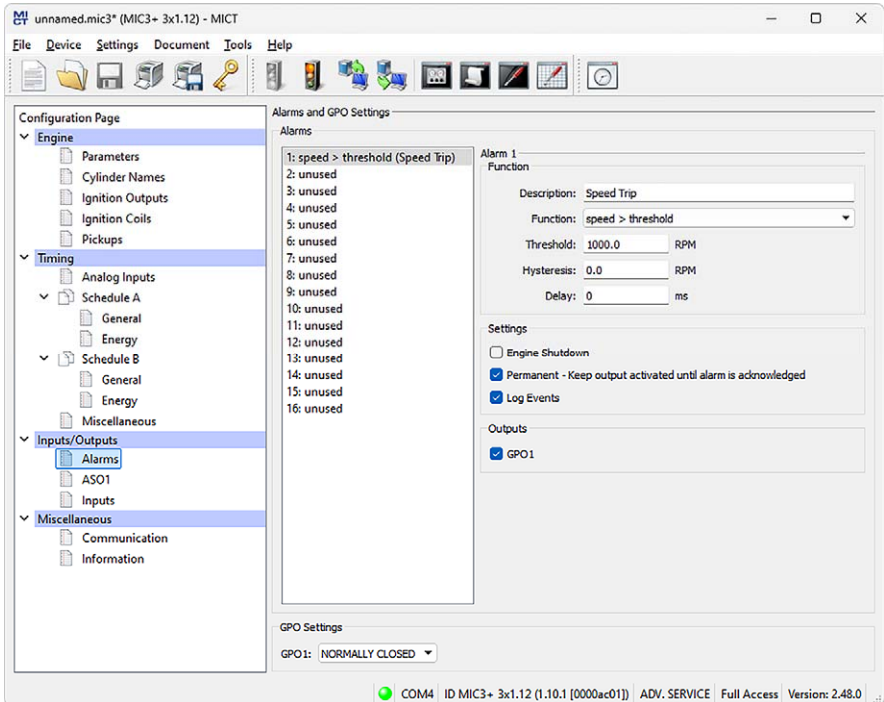 MICT unnamed.mic3* (MIC3+ 3x1.12) - MICT
File Device Settings Document Tools Help
Configuration Page
Engine
Parameters
Cylinder Names
Ignition Outputs
Ignition Coils
Pickups
Timing
Analog Inputs
Schedule A
General
Energy
Schedule B
General
Energy
Miscellaneous
Inputs/Outputs
Alarms
ASO1
Inputs
Miscellaneous
Communication
Information
Alarms and GPO Settings
Alarms
1: speed > threshold (Speed Trip)
2: unused
3: unused
4: unused
5: unused
6: unused
7: unused
8: unused
9: unused
10: unused
11: unused
12: unused
13: unused
14: unused
15: unused
16: unused
Alarm 1
Function
Description: Speed Trip
Function: speed > threshold
Threshold: 1000.0 RPM
Hysteresis: 0.0 RPM
Delay: 0 ms
Settings
Engine Shutdown
Permanent - Keep output activated until alarm is acknowledged
Log Events
Outputs
GPO1
GPO Settings
GPO1: NORMALLY CLOSED
COM4 ID MIC3+ 3x1.12 (1.10.1 [0000ac01]) ADV. SERVICE Full Access Version: 2.48.0